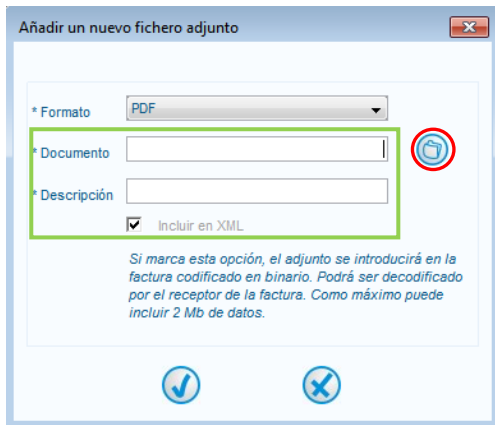 Añadir un nuevo fichero adjunto
* Formato PDF
* Documento
* Descripción
Incluir en XML
Si marca esta opción, el adjunto se introducirá en la
factura codificado en binario. Podrá ser decodificado
por el receptor de la factura. Como máximo puede
incluir 2 Mb de datos.